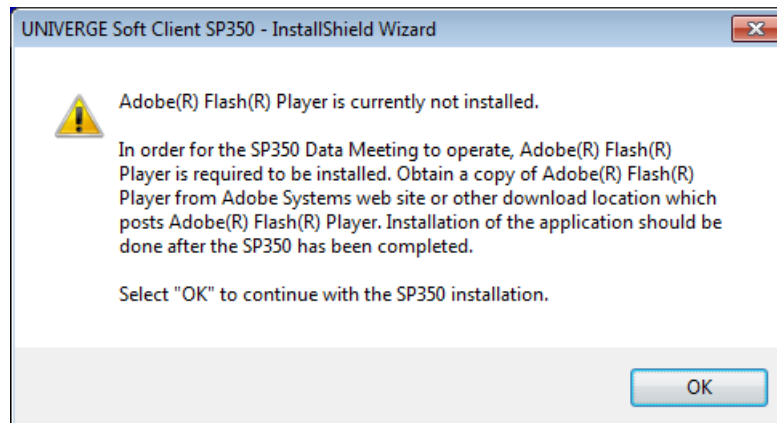 UNIVERGE Soft Client SP350 - InstallShield Wizard
Adobe(R) Flash(R) Player is currently not installed.
In order for the SP350 Data Meeting to operate, Adobe(R) Flash(R)
Player is required to be installed. Obtain a copy of Adobe(R) Flash(R)
Player from Adobe Systems web site or other download location which
posts Adobe(R) Flash(R) Player. Installation of the application should be
done after the SP350 has been completed.
Select "OK" to continue with the SP350 installation.
OK